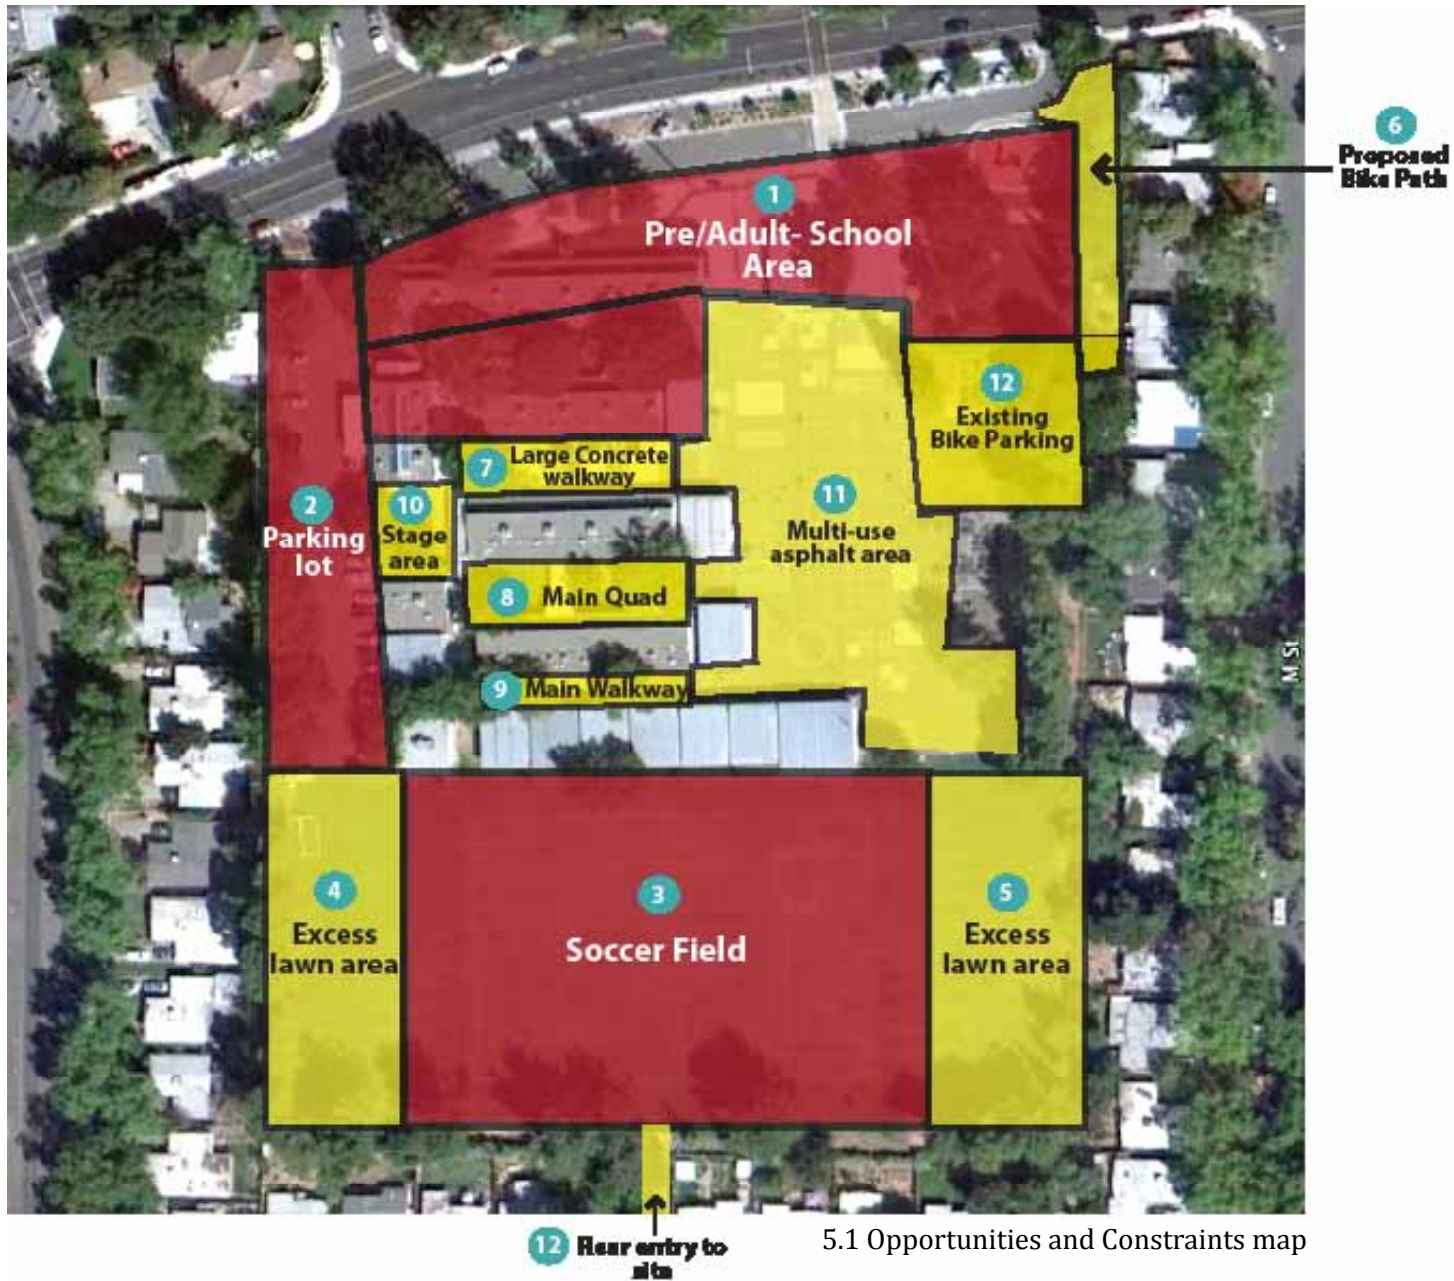 6
Proposed
Bike Path
1
Pre/Adult- School
Area
12
Existing
Bike Parking
7
Large Concrete
walkway
2
Parking
lot
10
Stage
area
11
Multi-use
asphalt area
8
Main Quad
9
Main Walkway
M St
4
Excess
lawn area
3
Soccer Field
5
Excess
lawn area
12
Rear entry to
site
5.1 Opportunities and Constraints map